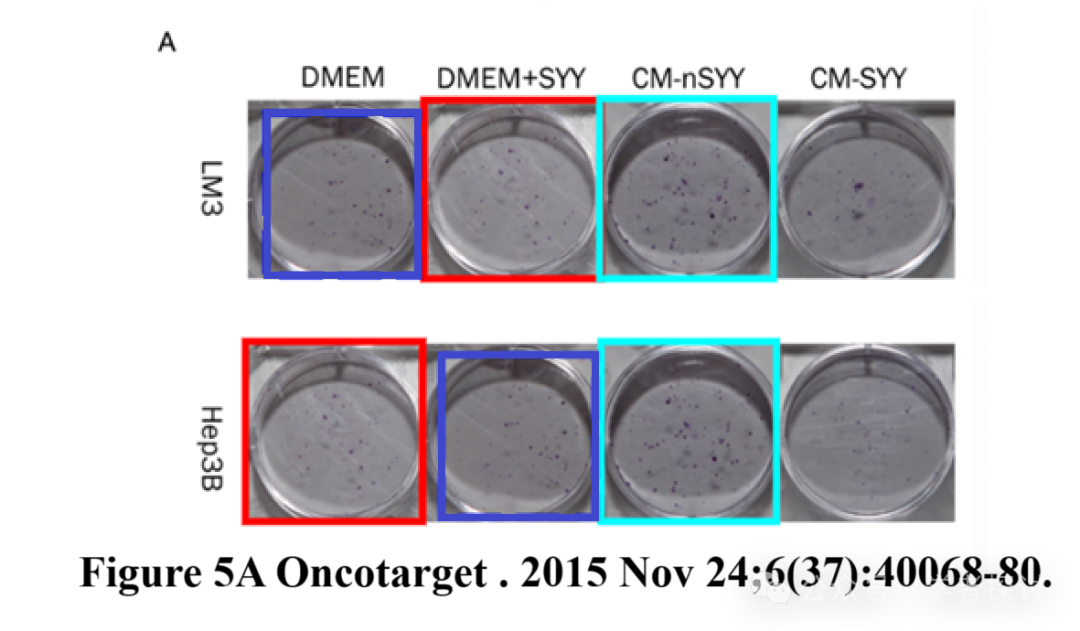 A
DMEM DMEM+SYY CM-nSYY CM-SYY
LM3
Hep3B
Figure 5A Oncotarget . 2015 Nov 24;6(37):40068-80.